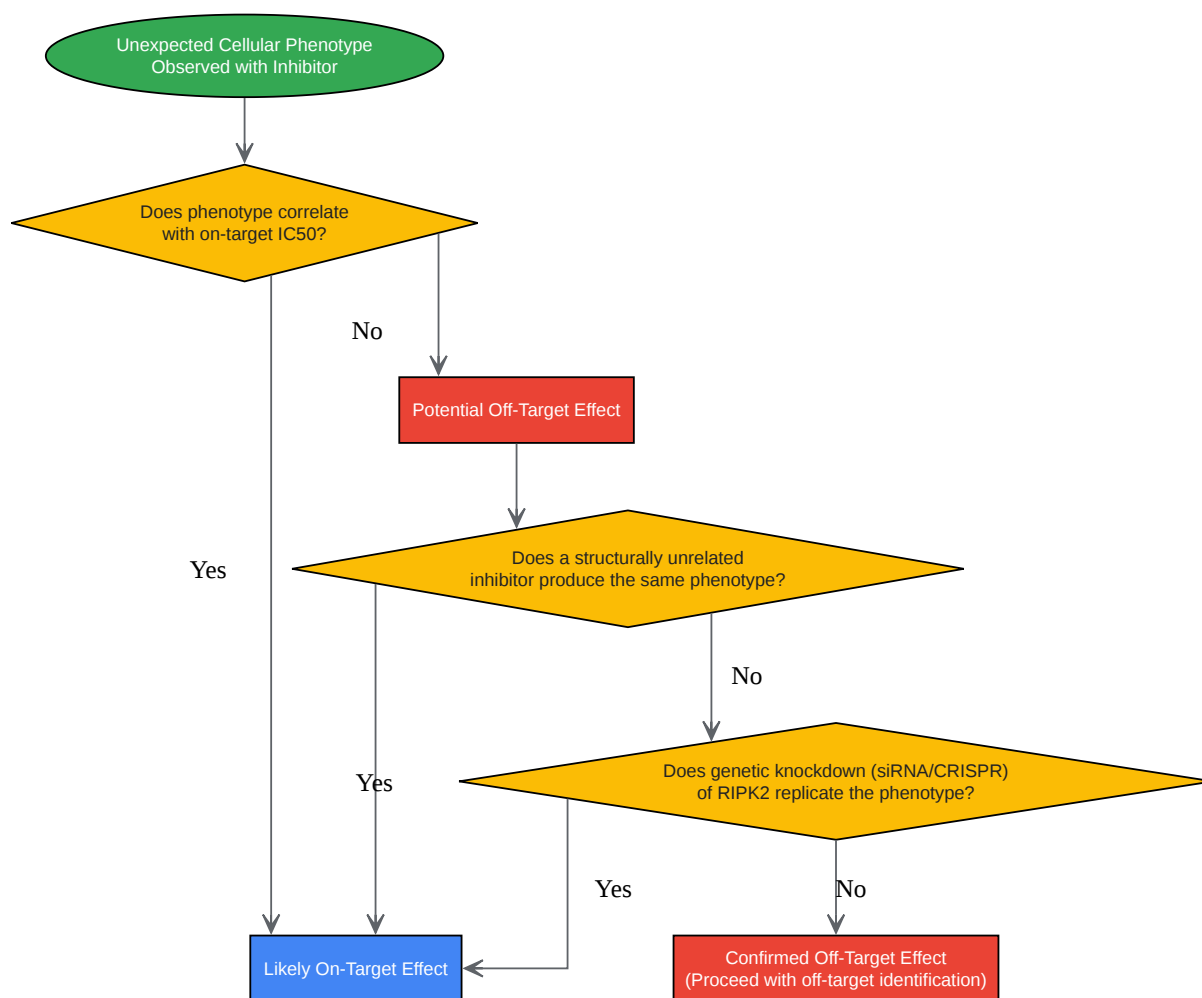 Unexpected Cellular Phenotype
Observed with Inhibitor
Does phenotype correlate
with on-target IC50?
No
Potential Off-Target Effect
Yes
Does a structurally unrelated
inhibitor produce the same phenotype?
No
Yes
Does genetic knockdown (siRNA/CRISPR)
of RIPK2 replicate the phenotype?
Yes
No
Likely On-Target Effect
Confirmed Off-Target Effect
(Proceed with off-target identification)